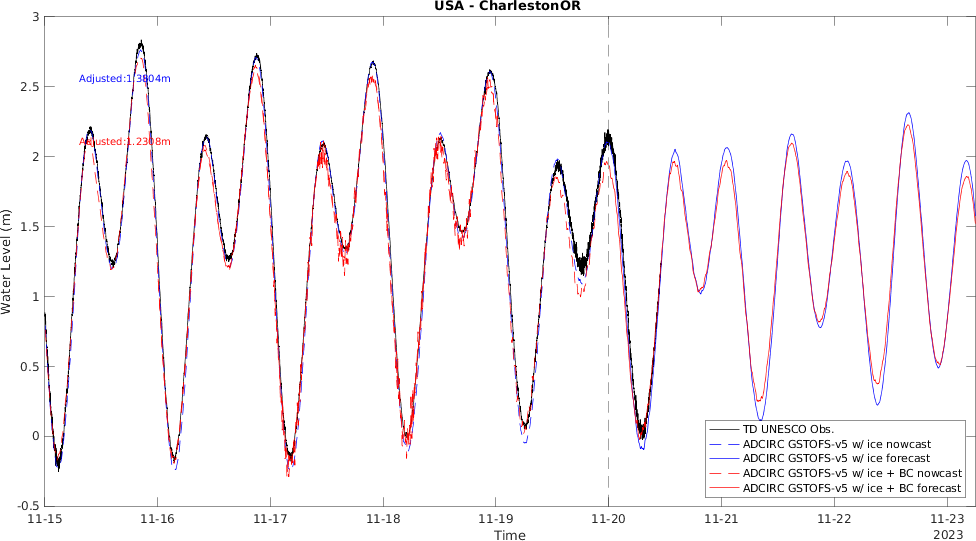 USA - CharlestonOR
3
2.5
2
1.5
1
0.5
0
-0.5
Water Level (m)
Adjusted:1.3804m
Adjusted:1.2308m
TD UNESCO Obs.
ADCIRC GSTOFS-v5 w/ ice nowcast
ADCIRC GSTOFS-v5 w/ ice forecast
ADCIRC GSTOFS-v5 w/ ice + BC nowcast
ADCIRC GSTOFS-v5 w/ ice + BC forecast
11-15 11-16 11-17 11-18 11-19 11-20 11-21 11-22 11-23
Time
2023